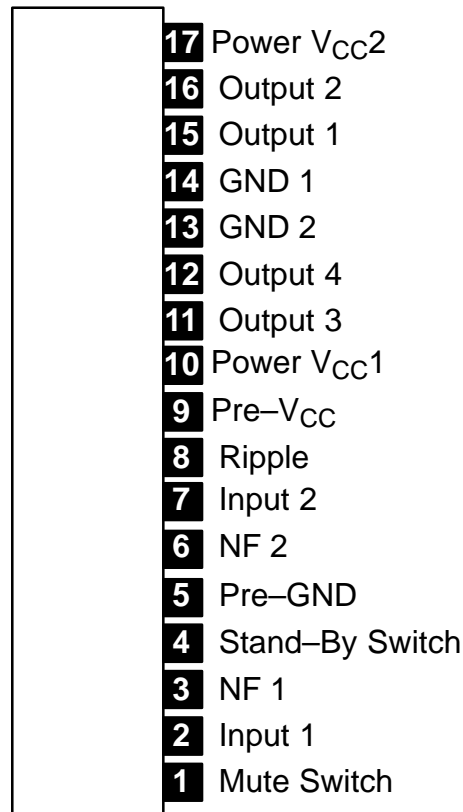 17 Power VCC2
16 Output 2
15 Output 1
14 GND 1
13 GND 2
12 Output 4
11 Output 3
10 Power VCC1
9 Pre–VCC
8 Ripple
7 Input 2
6 NF 2
5 Pre–GND
4 Stand–By Switch
3 NF 1
2 Input 1
1 Mute Switch